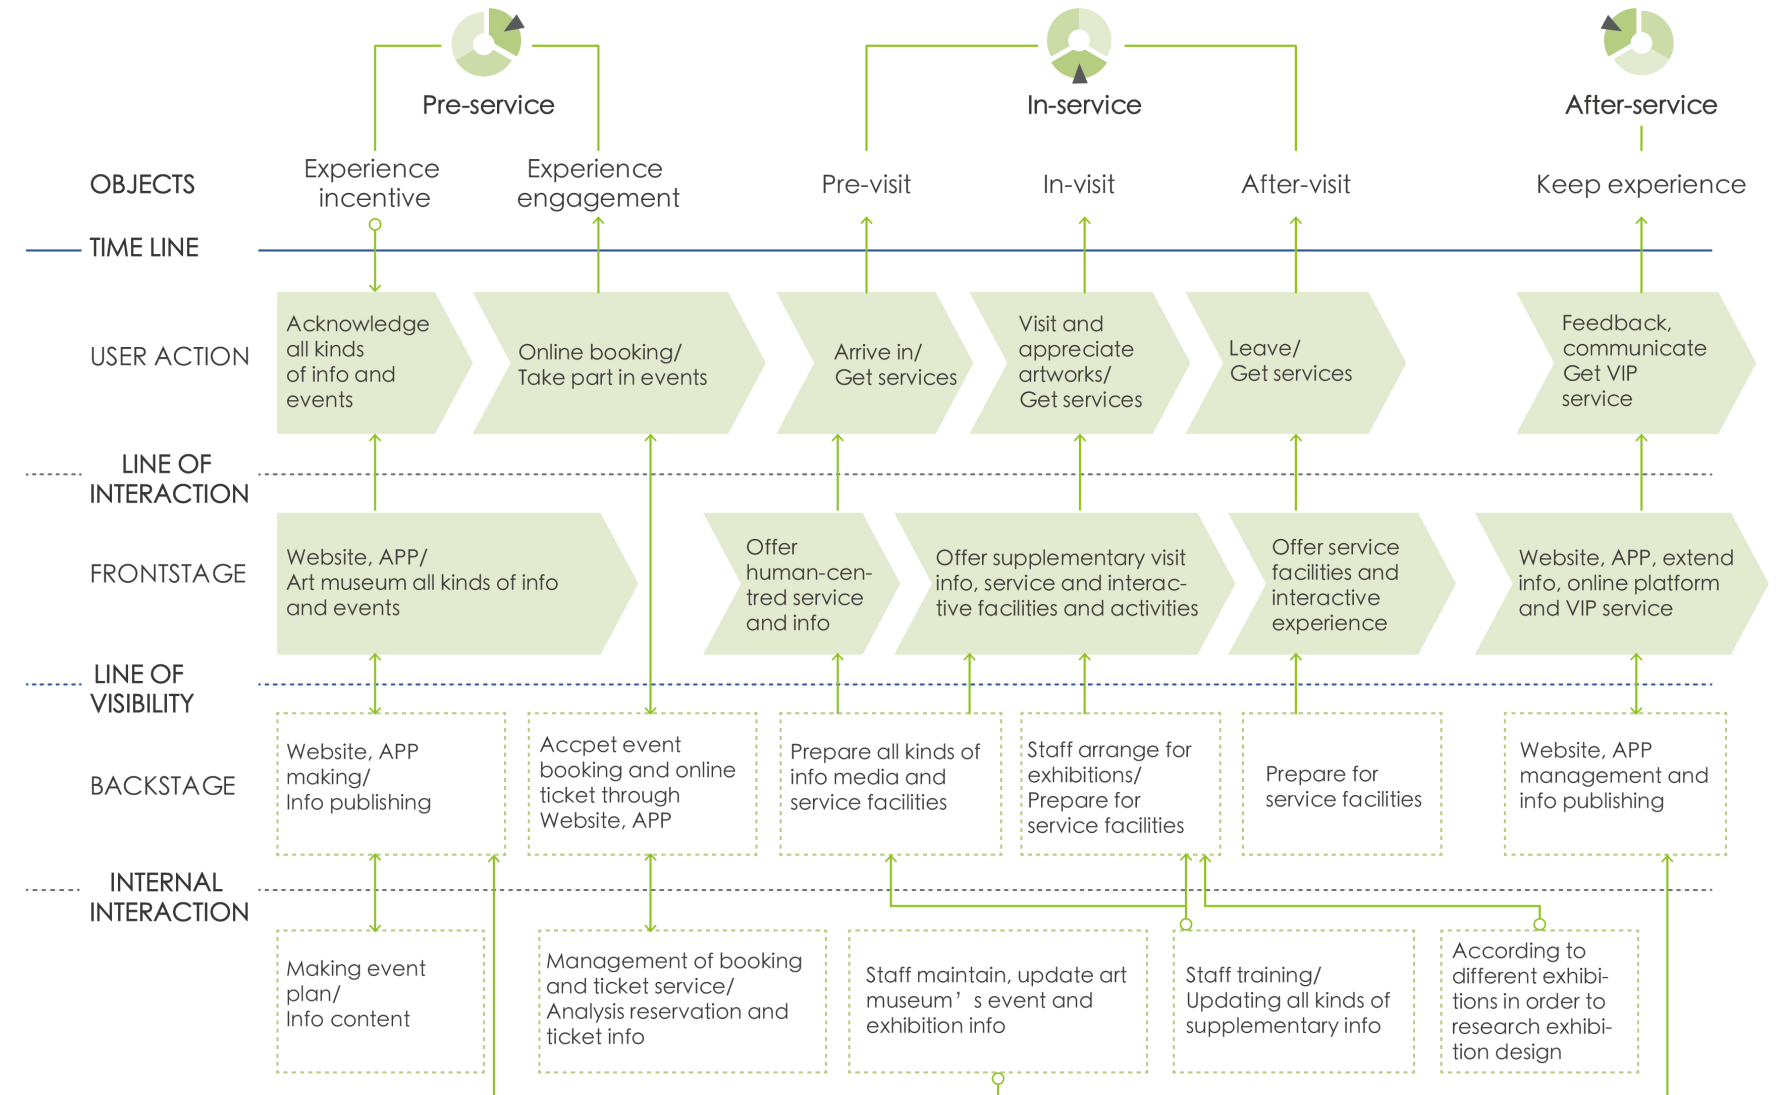 Pre-service
In-service
After-service
OBJECTS
Experience
incentive
Experience
engagement
Pre-visit
In-visit
After-visit
Keep experience
TIME LINE
USER ACTION
Acknowledge
all kinds
of info and
events
Online booking/
Take part in events
Arrive in/
Get services
Visit and
appreciate
artworks/
Get services
Leave/
Get services
Feedback,
communicate
Get VIP
service
LINE OF
INTERACTION
FRONTSTAGE
Website, APP/
Art museum all kinds of info
and events
Offer
human-cen-
tred service
and info
Offer supplementary visit
info, service and interac-
tive facilities and activities
Offer service
facilities and
interactive
experience
Website, APP, extend
info, online platform
and VIP service
LINE OF
VISIBILITY
BACKSTAGE
Website, APP
making/
Info publishing
Accpet event
booking and online
ticket through
Website, APP
Prepare all kinds of
info media and
service facilities
Staff arrange for
exhibitions/
Prepare for
service facilities
Prepare for
service facilities
Website, APP
management and
info publishing
INTERNAL
INTERACTION
Making event
plan/
Info content
Management of booking
and ticket service/
Analysis reservation and
ticket info
Staff maintain, update art
museum’ s event and
exhibition info
Staff training/
Updating all kinds of
supplementary info
According to
different exhibi-
tions in order to
research exhibi-
tion design